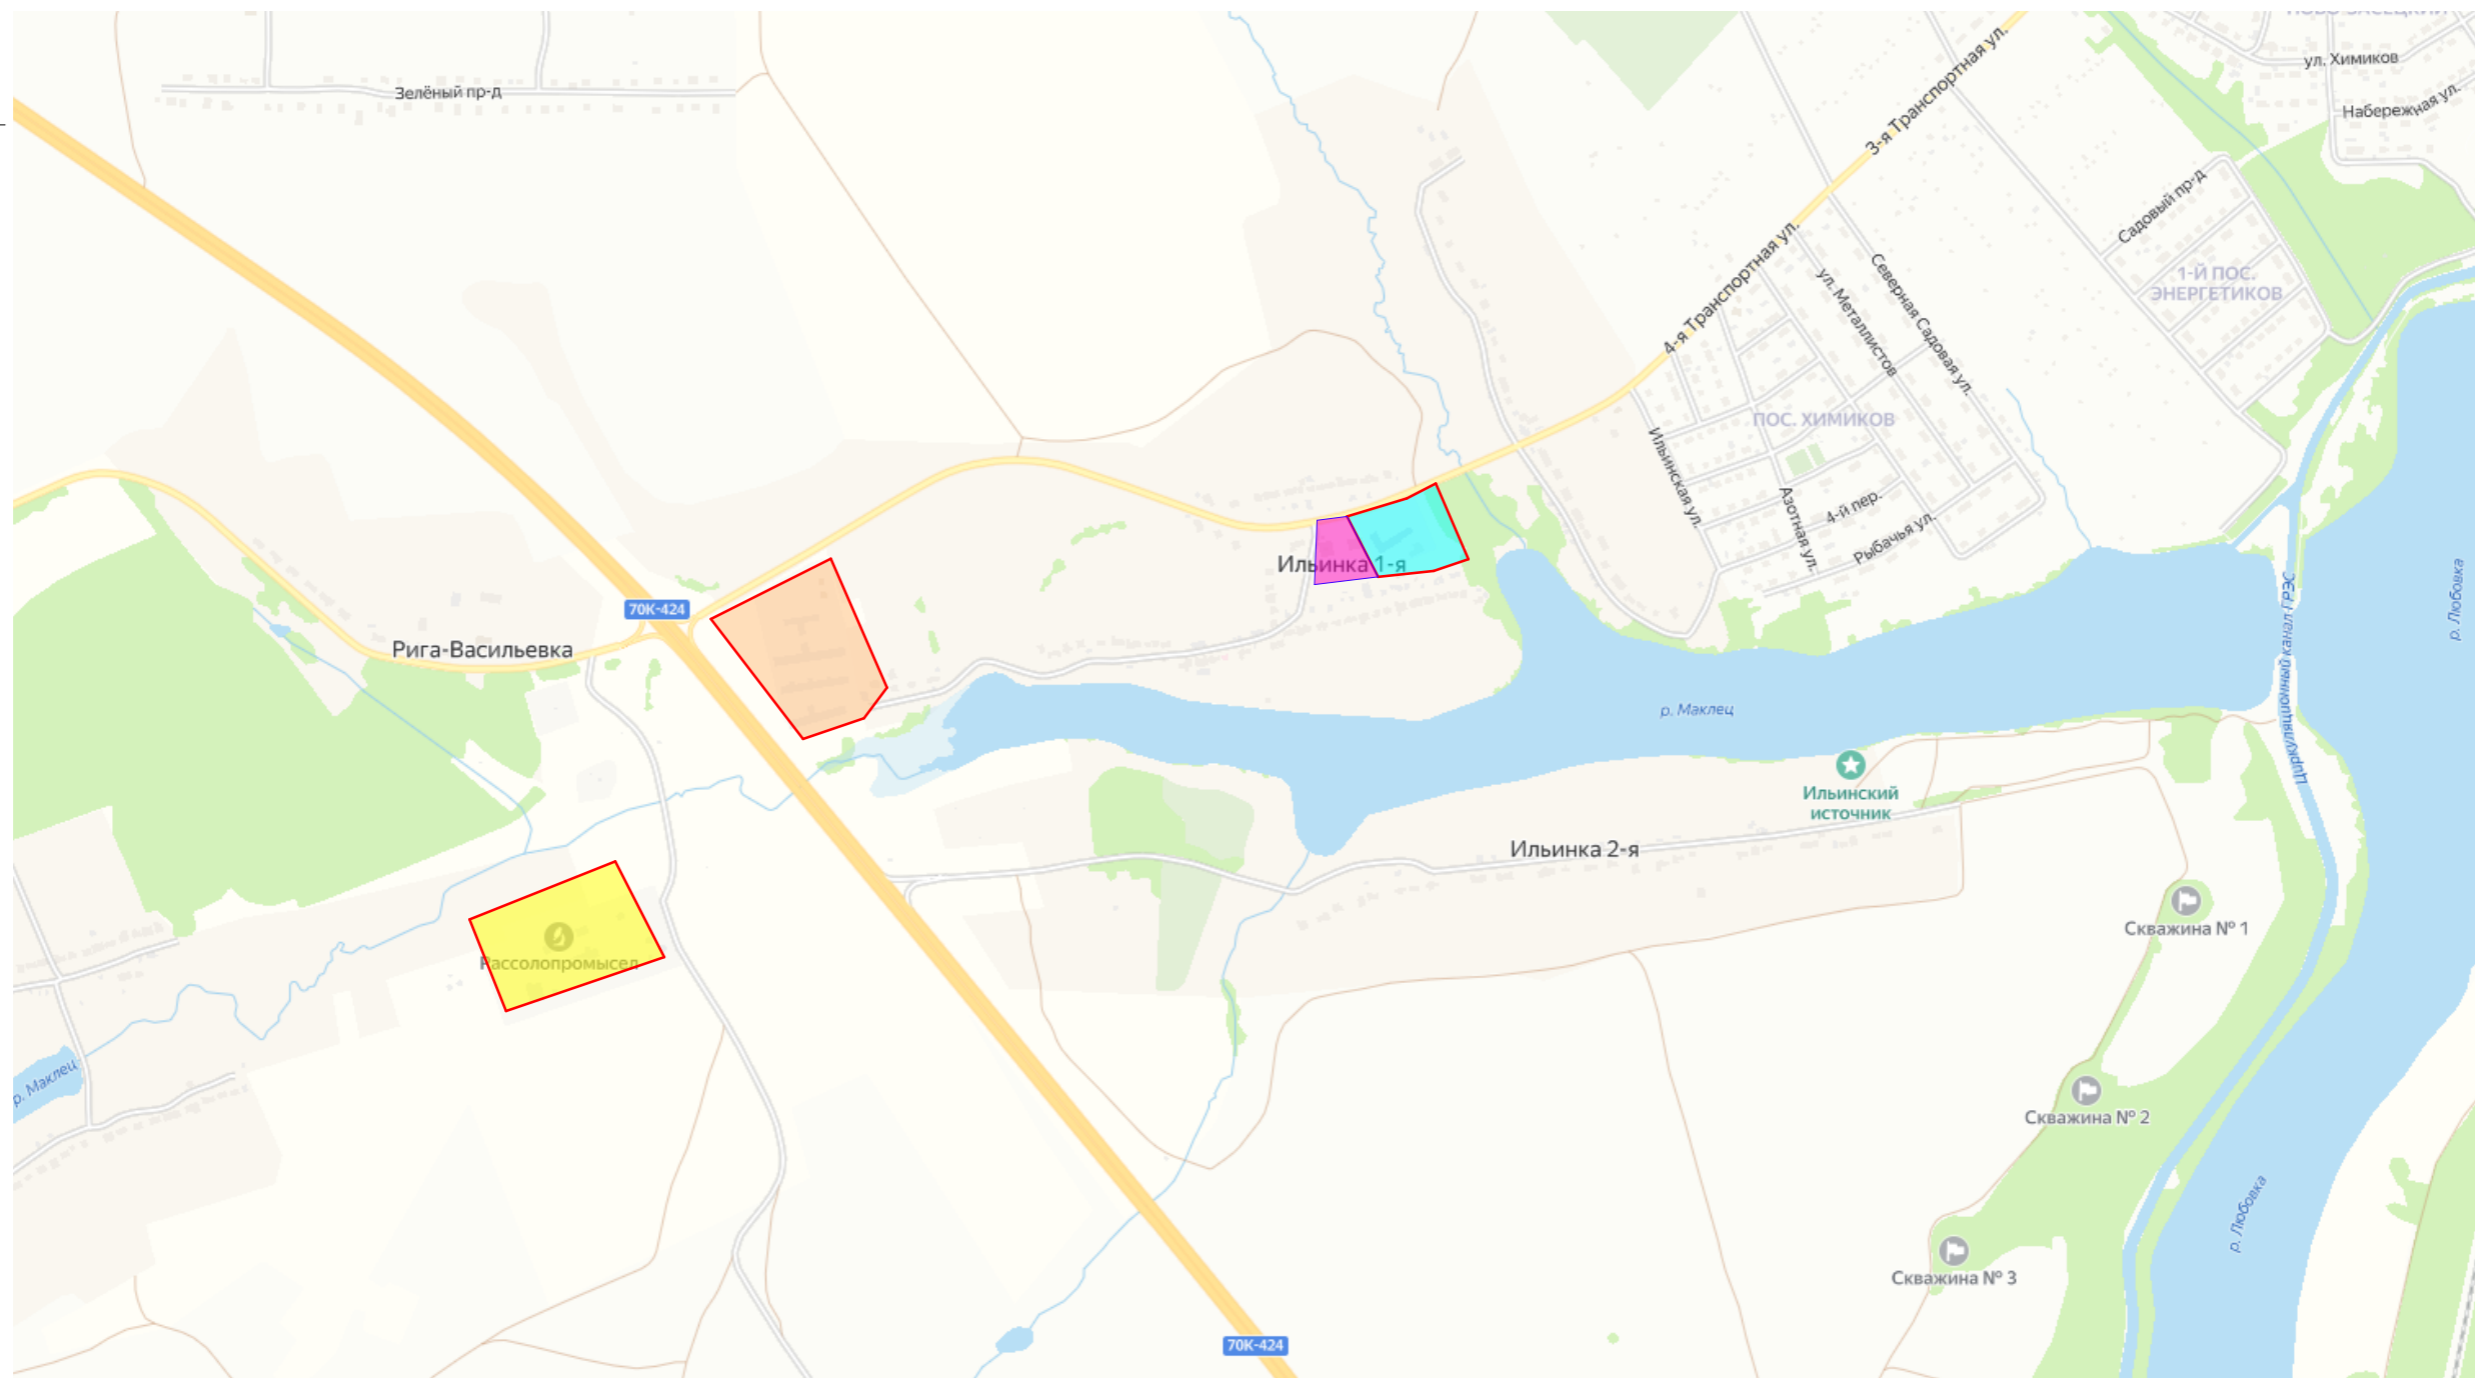 ул. Химиков
Зелёный пр-д
Набережная ул.
3-я Транспортная ул.
Садовый пр-д
4-я Транспортная ул.
ул. Металлистов
Северная Садовая ул.
1-Й ПОС.
ЭНЕРГЕТИКОВ
ПОС. ХИМИКОВ
Ильинская ул.
Азотная ул.
4-й пер.
Рыбачья ул.
Ильинка 1-я
70К-424
Рига-Васильевка
Циркуляционный канал ГРЭС
р. Любовка
р. Маклец
Ильинский
источник
Ильинка 2-я
Скважина № 1
Рассолопромысел
р. Маклец
Скважина № 2
р. Любовка
Скважина № 3
70К-424